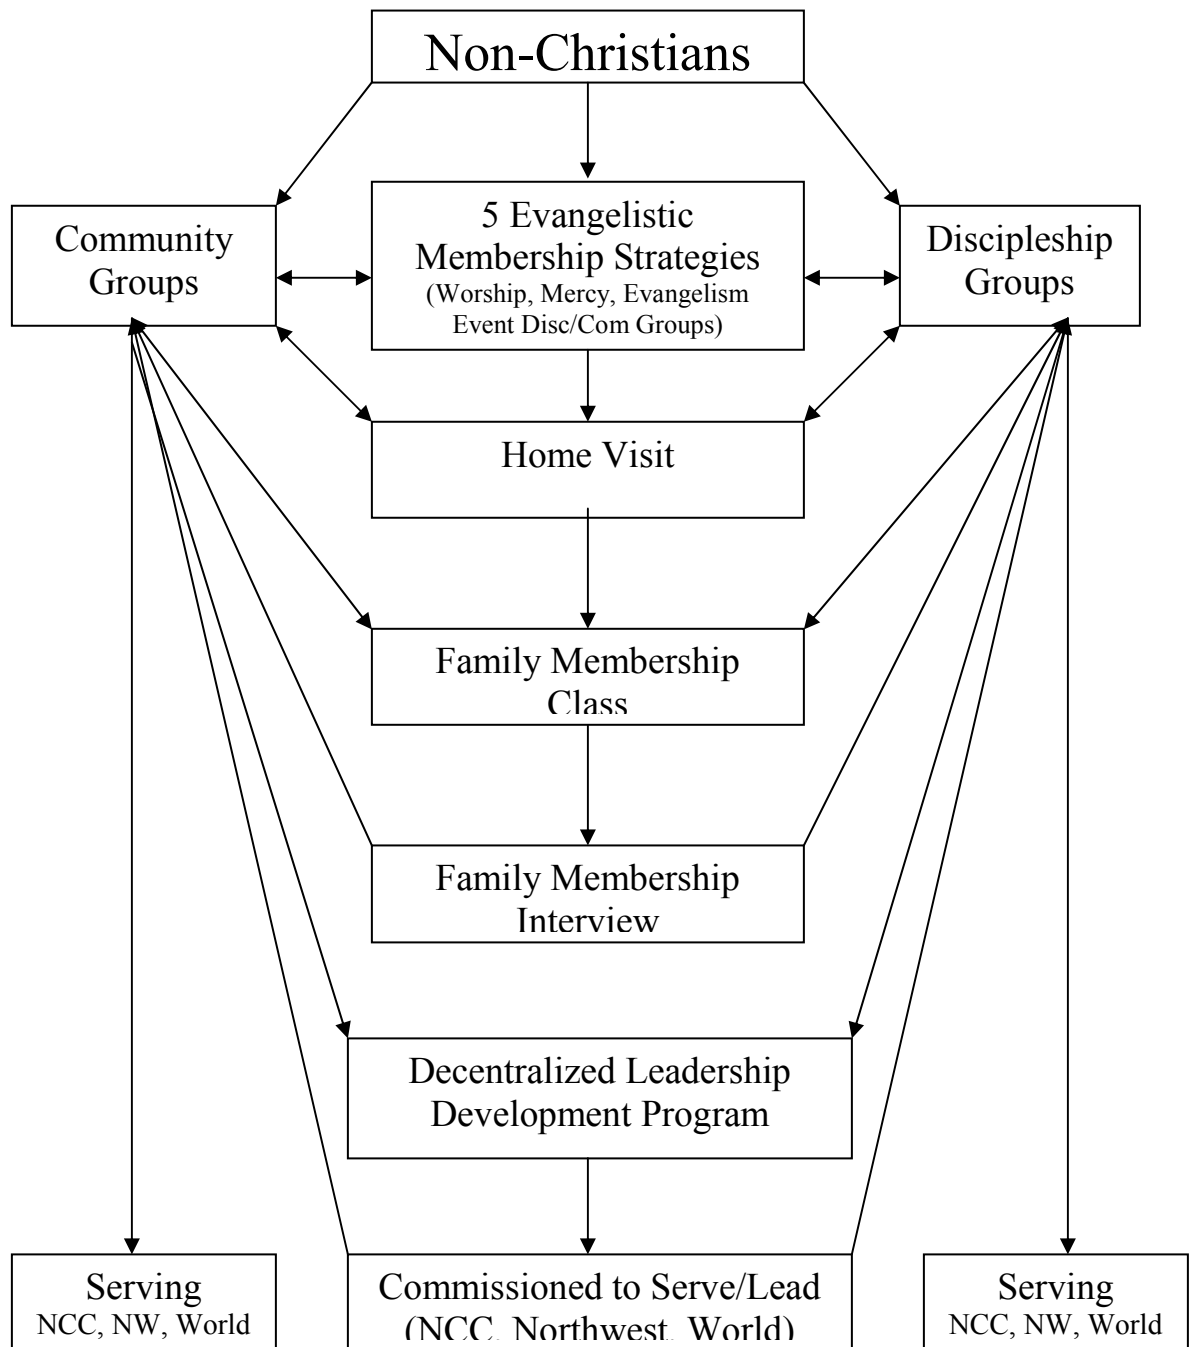 Non-Christians
5 Evangelistic
Membership Strategies
(Worship, Mercy, Evangelism
Event Disc/Com Groups)
Community
Groups
Discipleship
Groups
Home Visit
Family Membership
Class
Family Membership
Interview
Decentralized Leadership
Development Program
Serving
NCC, NW, World
Commissioned to Serve/Lead
(NCC, Northwest, World)
Serving
NCC, NW, World